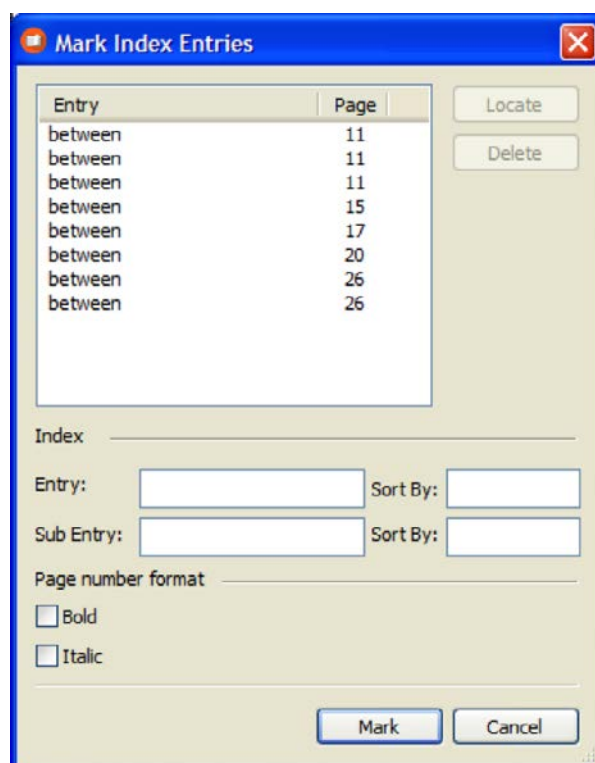 Mark Index Entries
Entry Page Locate
between 11
between 11 Delete
between 11
between 15
between 17
between 20
between 26
between 26
Index
Entry: Sort By:
Sub Entry: Sort By:
Page number format
Bold
Italic
Mark Cancel